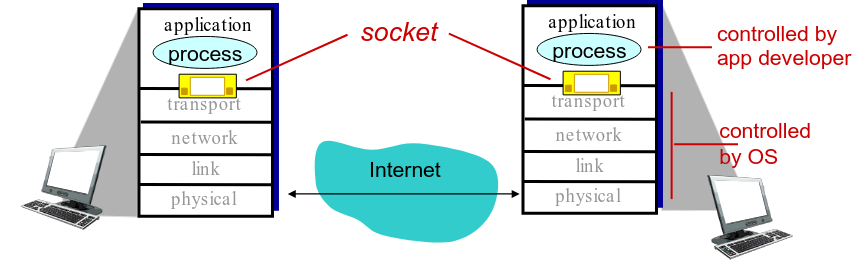 application
process
transport
network
link
physical
socket
Internet
application
process
transport
network
link
physical
controlled by
app developer
controlled
by OS